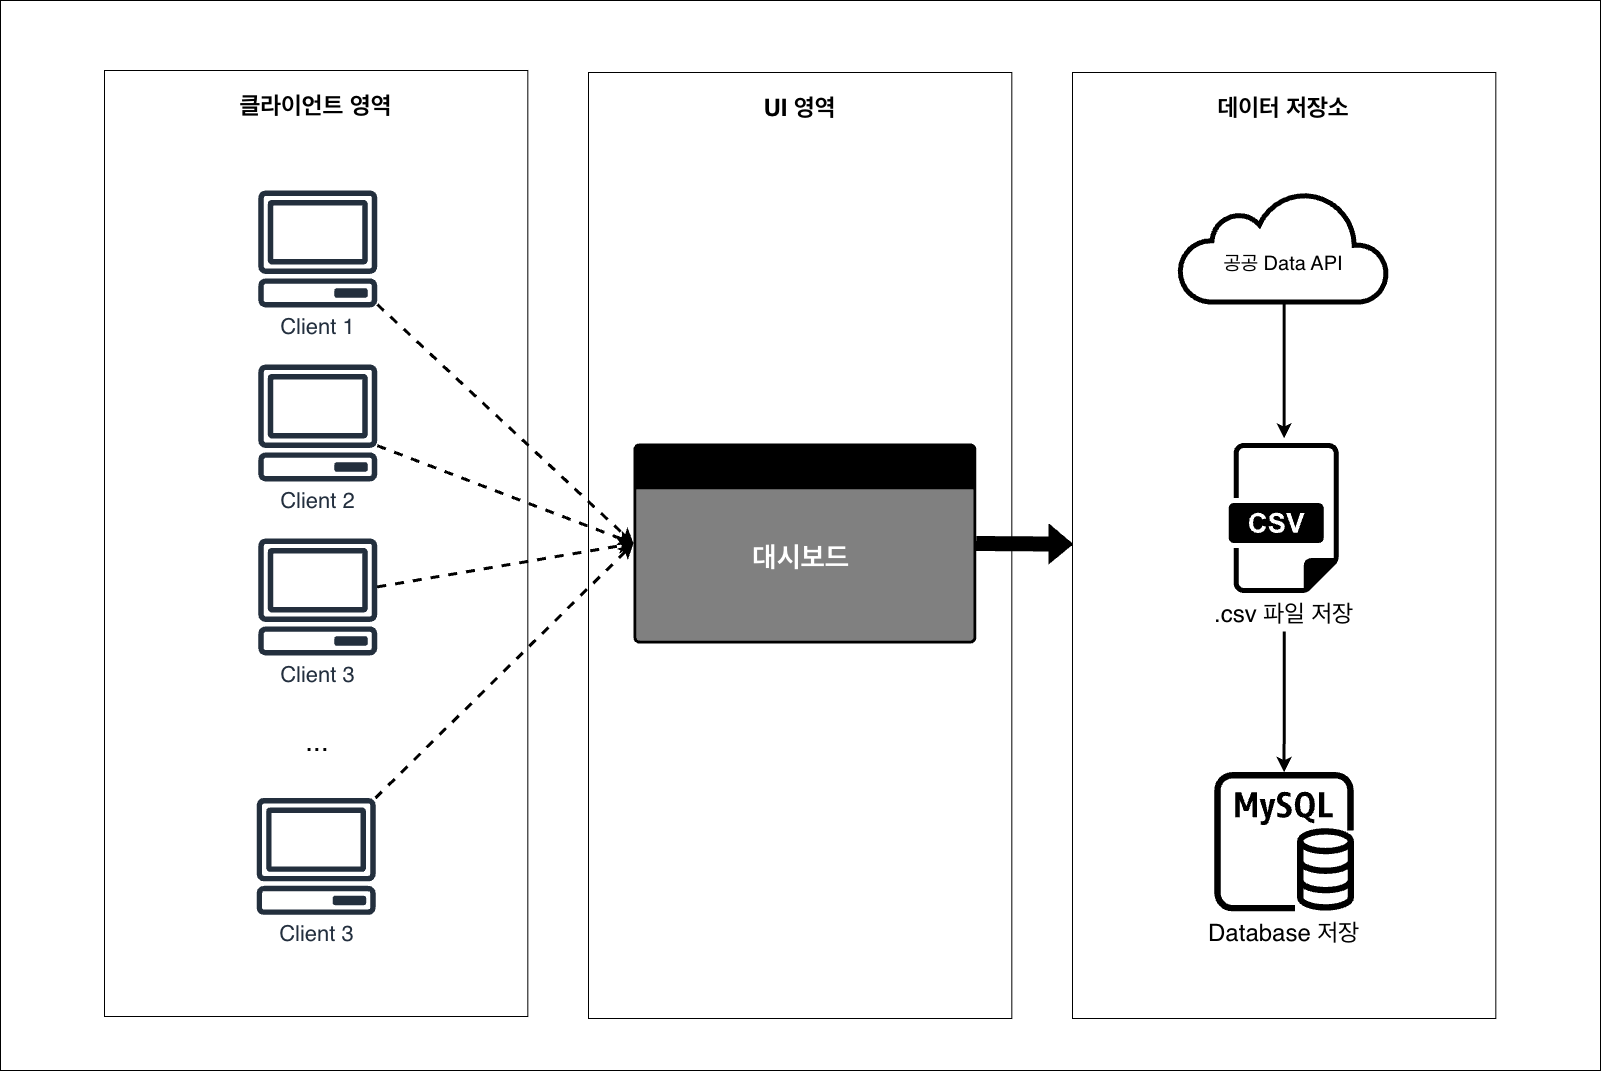 클라이언트 영역
Client 1
Client 2
Client 3
...
Client 3
UI 영역
대시보드
데이터 저장소
공공 Data API
CSV
.csv 파일 저장
MySQL
Database 저장